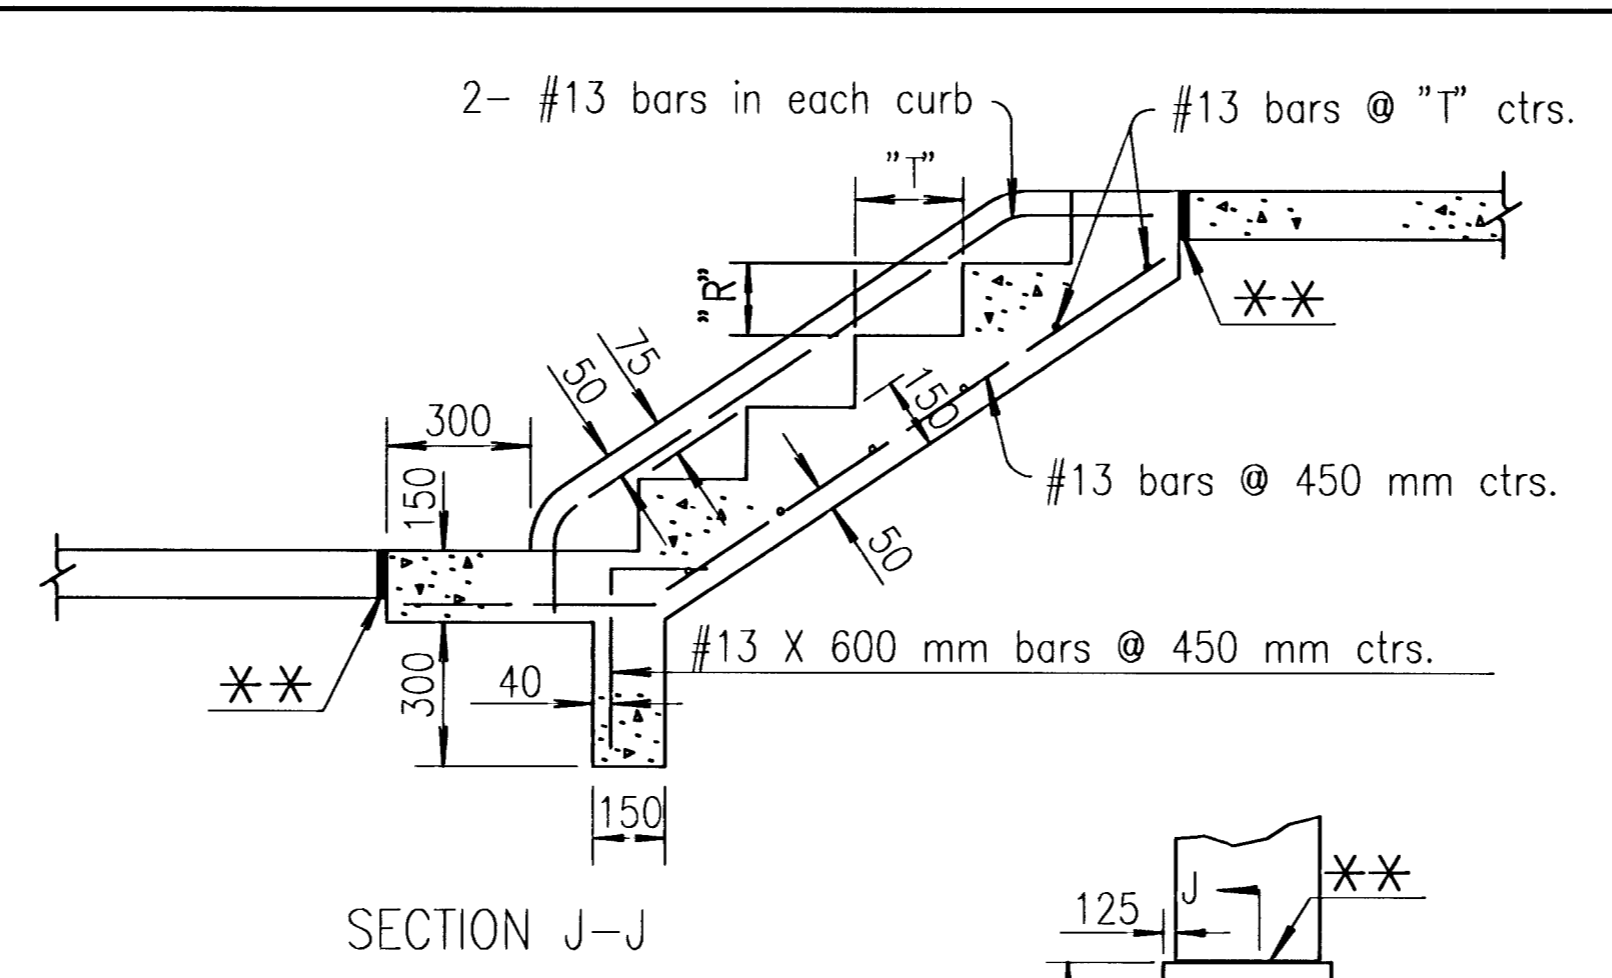 2- #13 bars in each curb
#13 bars @ "T" ctrs.
"T"
"R"
**
75
50
300
150
150
#13 bars @ 450 mm ctrs.
50
#13 X 600 mm bars @ 450 mm ctrs.
**
300
40
150
SECTION J-J
J
**
125